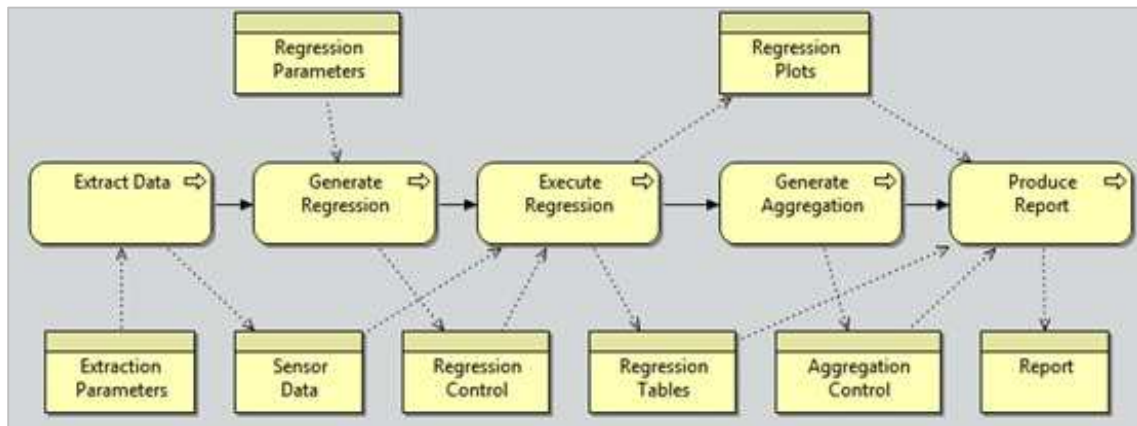 Regression
Parameters
Regression
Plots
Extract Data
Generate
Regression
Execute
Regression
Generate
Aggregation
Produce
Report
Extraction
Parameters
Sensor
Data
Regression
Control
Regression
Tables
Aggregation
Control
Report